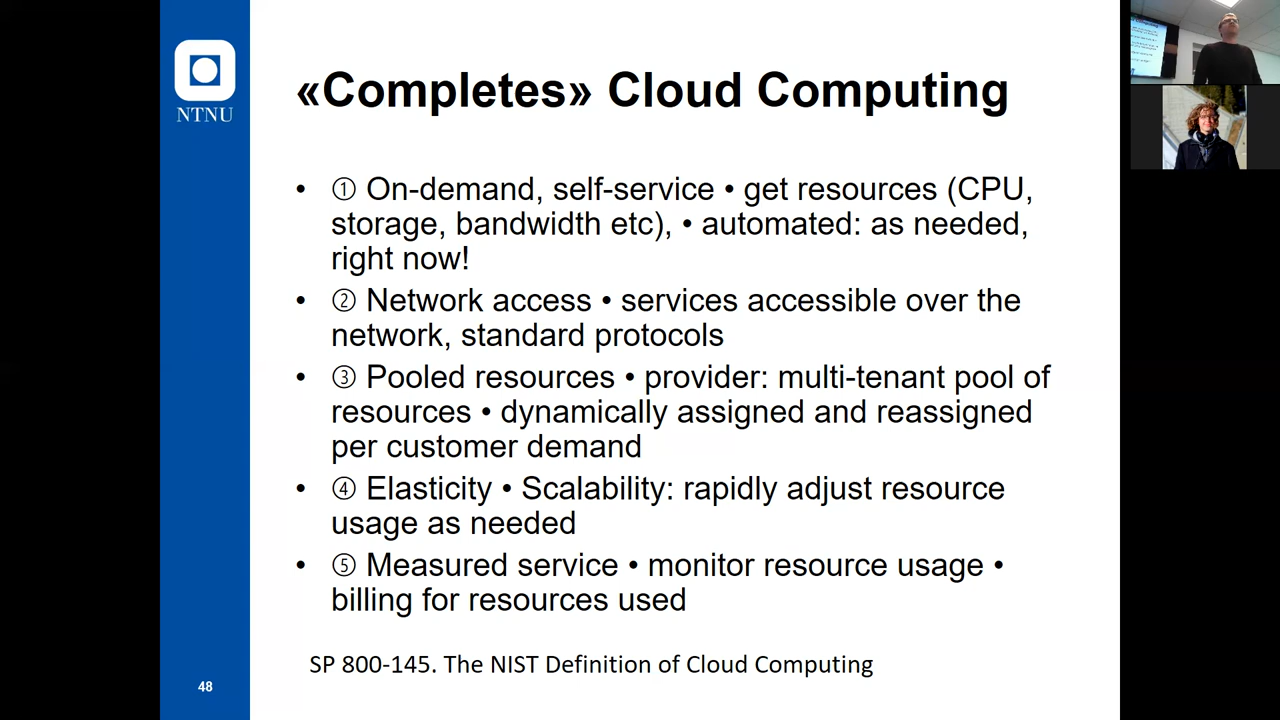 NTNU
«Completes» Cloud Computing
• ① On-demand, self-service • get resources (CPU,
storage, bandwidth etc), • automated: as needed,
right now!
• ② Network access • services accessible over the
network, standard protocols
• ③ Pooled resources • provider: multi-tenant pool of
resources • dynamically assigned and reassigned
per customer demand
• ④ Elasticity • Scalability: rapidly adjust resource
usage as needed
• ⑤ Measured service • monitor resource usage •
billing for resources used
SP 800-145. The NIST Definition of Cloud Computing
48